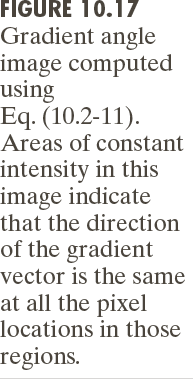 FIGURE 10.17
Gradient angle
image computed
using
Eq. (10.2-11).
Areas of constant
intensity in this
image indicate
that the direction
of the gradient
vector is the same
at all the pixel
locations in those
regions.